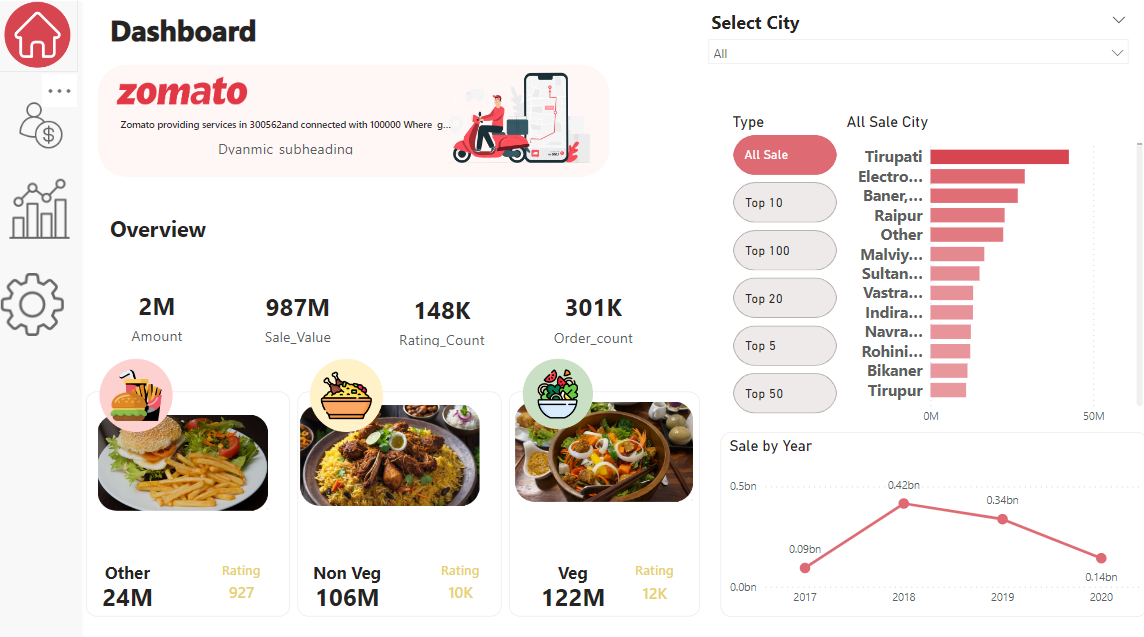 Dashboard
zomato
Zomato providing services in 300562and connected with 100000 Where g...
Dyanmic subheading
Overview
2M
Amount
987M
Sale_Value
148K
Rating_Count
301K
Order_count
Other
24M
Rating
927
Non Veg
106M
Rating
10K
Veg
122M
Rating
12K
Select City
All
Type
All Sale
Top 10
Top 100
Top 20
Top 5
Top 50
All Sale City
Tirupati
Electro...
Baner,...
Raipur
Other
Malviy...
Sultan...
Vastra...
Indira...
Navra...
Rohini...
Bikaner
Tirupur
0M 50M
Sale by Year
0.5bn
0.0bn
0.09bn
0.42bn
0.34bn
0.14bn
2017 2018 2019 2020